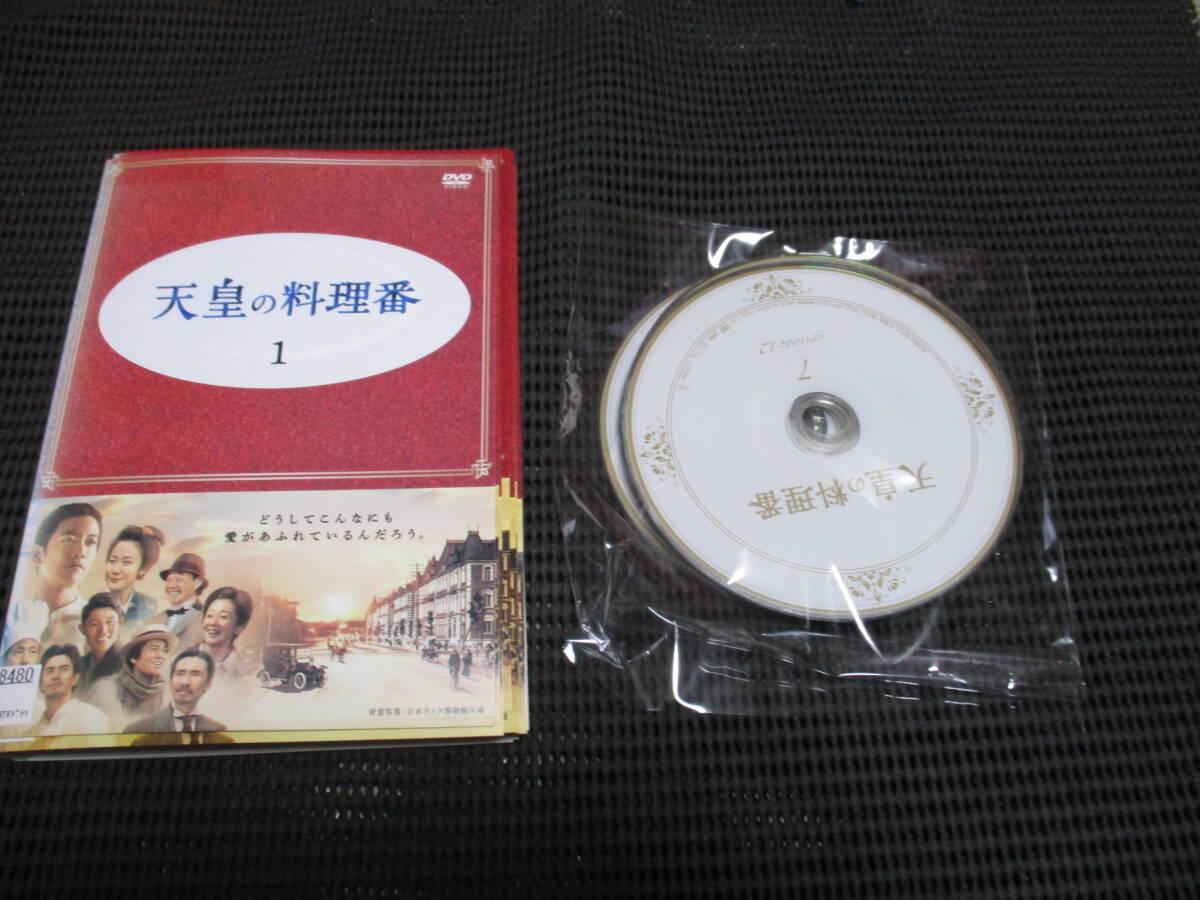 DVD
VIDEO
天皇の料理番
1
どうしてこんなにも
愛があふれているんだろう。
8480
天皇の料理番
7
episode 12